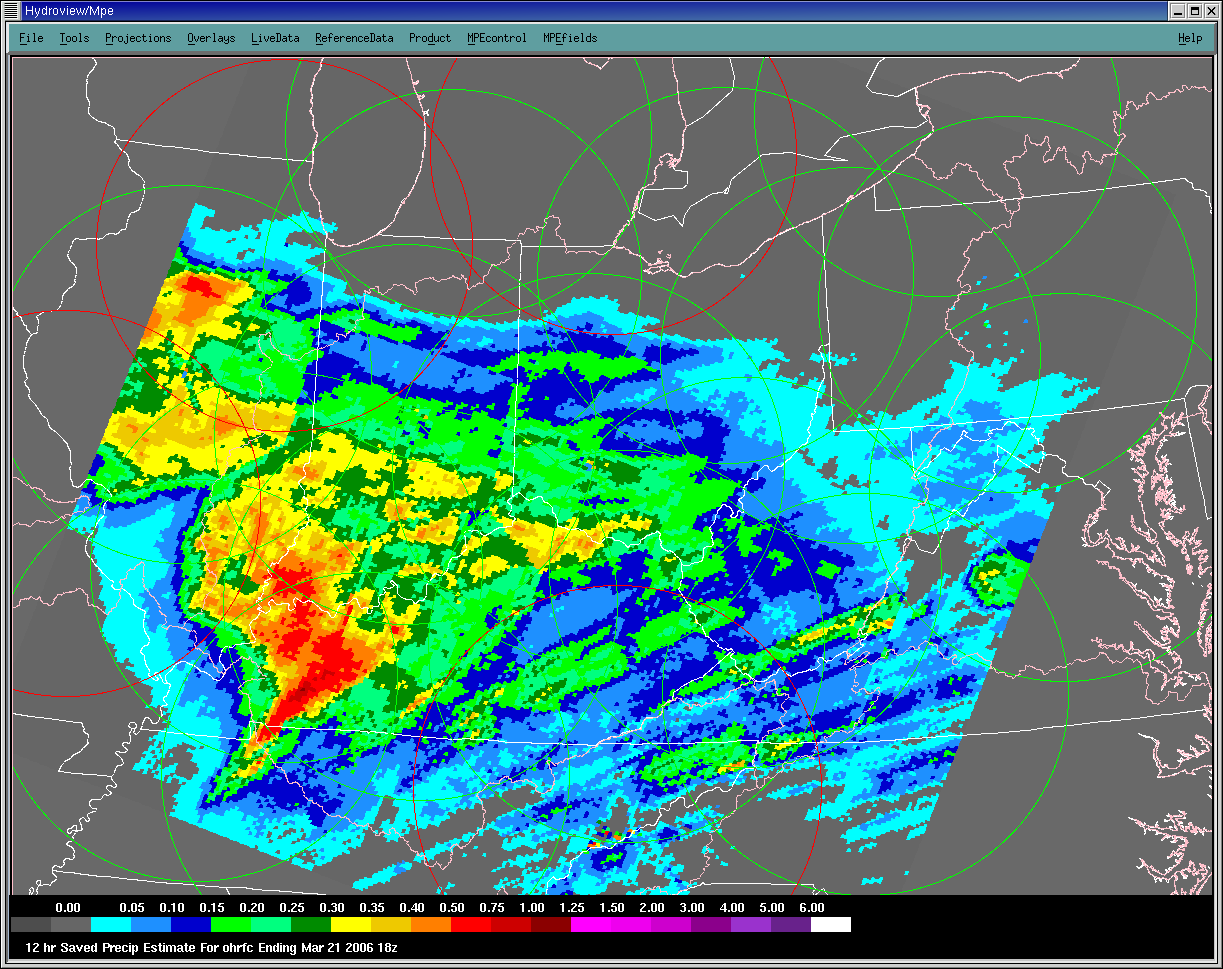 Hydroview/Mpe
File Tools Projections Overlays LiveData ReferenceData Product MPEcontrol MPEfields Help
0.00 0.05 0.10 0.15 0.20 0.25 0.30 0.35 0.40 0.50 0.75 1.00 1.25 1.50 2.00 3.00 4.00 5.00 6.00
12 hr Saved Precip Estimate For ohrfc Ending Mar 21 2006 18z